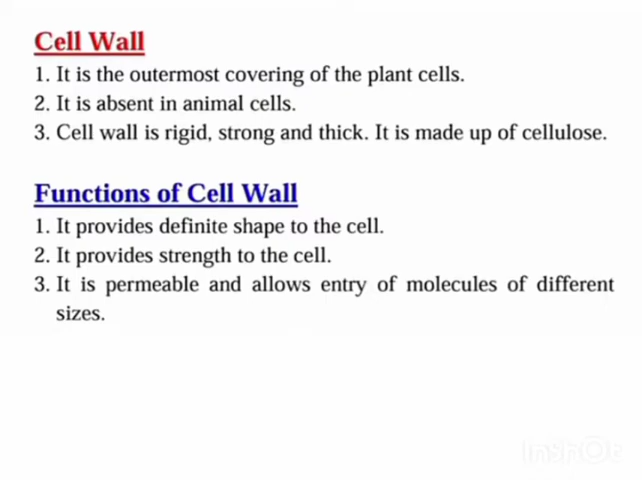 Cell Wall
1. It is the outermost covering of the plant cells.
2. It is absent in animal cells.
3. Cell wall is rigid, strong and thick. It is made up of cellulose.
Functions of Cell Wall
1. It provides definite shape to the cell.
2. It provides strength to the cell.
3. It is permeable and allows entry of molecules of different
sizes.
InShOt